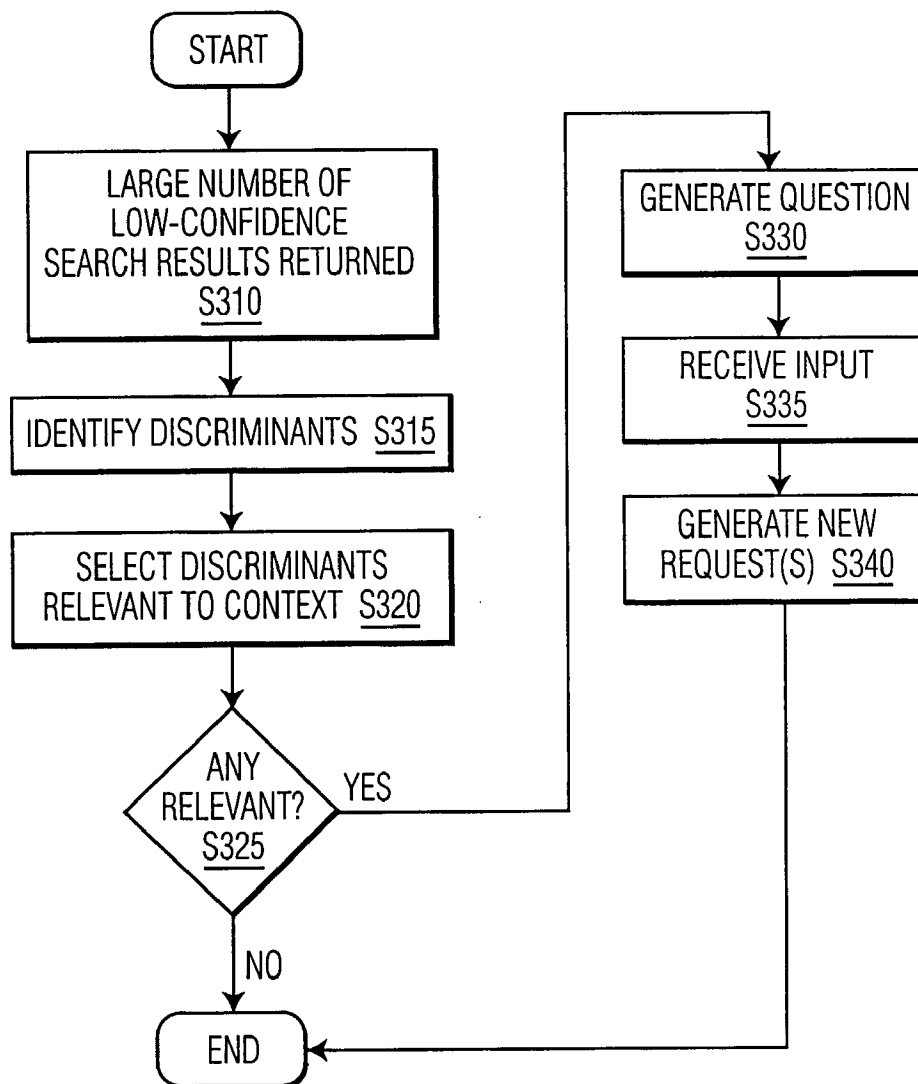 START
LARGE NUMBER OF
LOW-CONFIDENCE
SEARCH RESULTS RETURNED
S310
IDENTIFY DISCRIMINANTS S315
SELECT DISCRIMINANTS
RELEVANT TO CONTEXT S320
ANY
RELEVANT?
S325
YES
NO
END
GENERATE QUESTION
S330
RECEIVE INPUT
S335
GENERATE NEW
REQUEST(S) S340